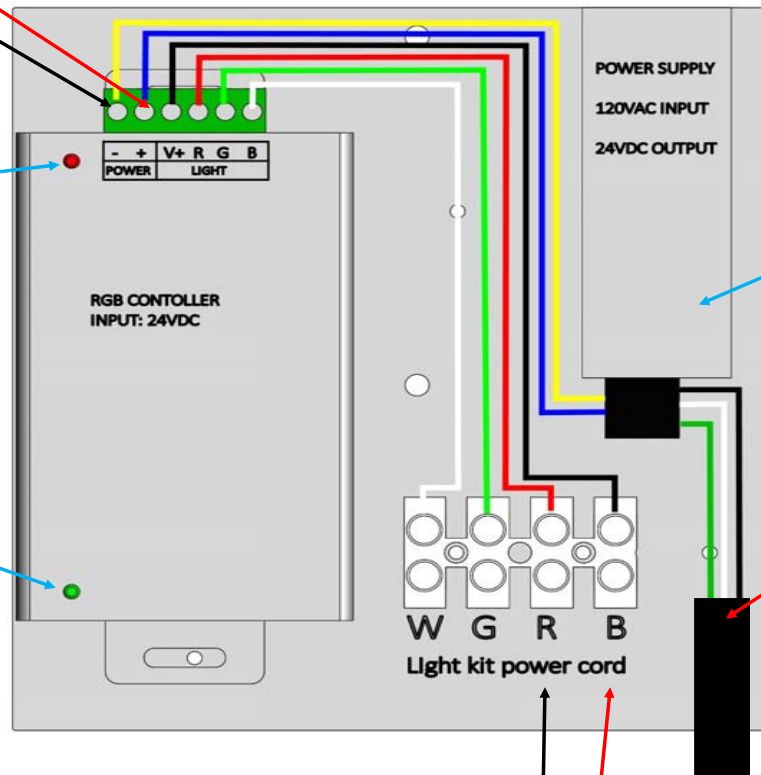 POWER SUPPLY
120VAC INPUT
24VDC OUTPUT
- + V+ R G B
POWER LIGHT
RGB CONTOLLER
INPUT: 24VDC
W G R B
Light kit power cord